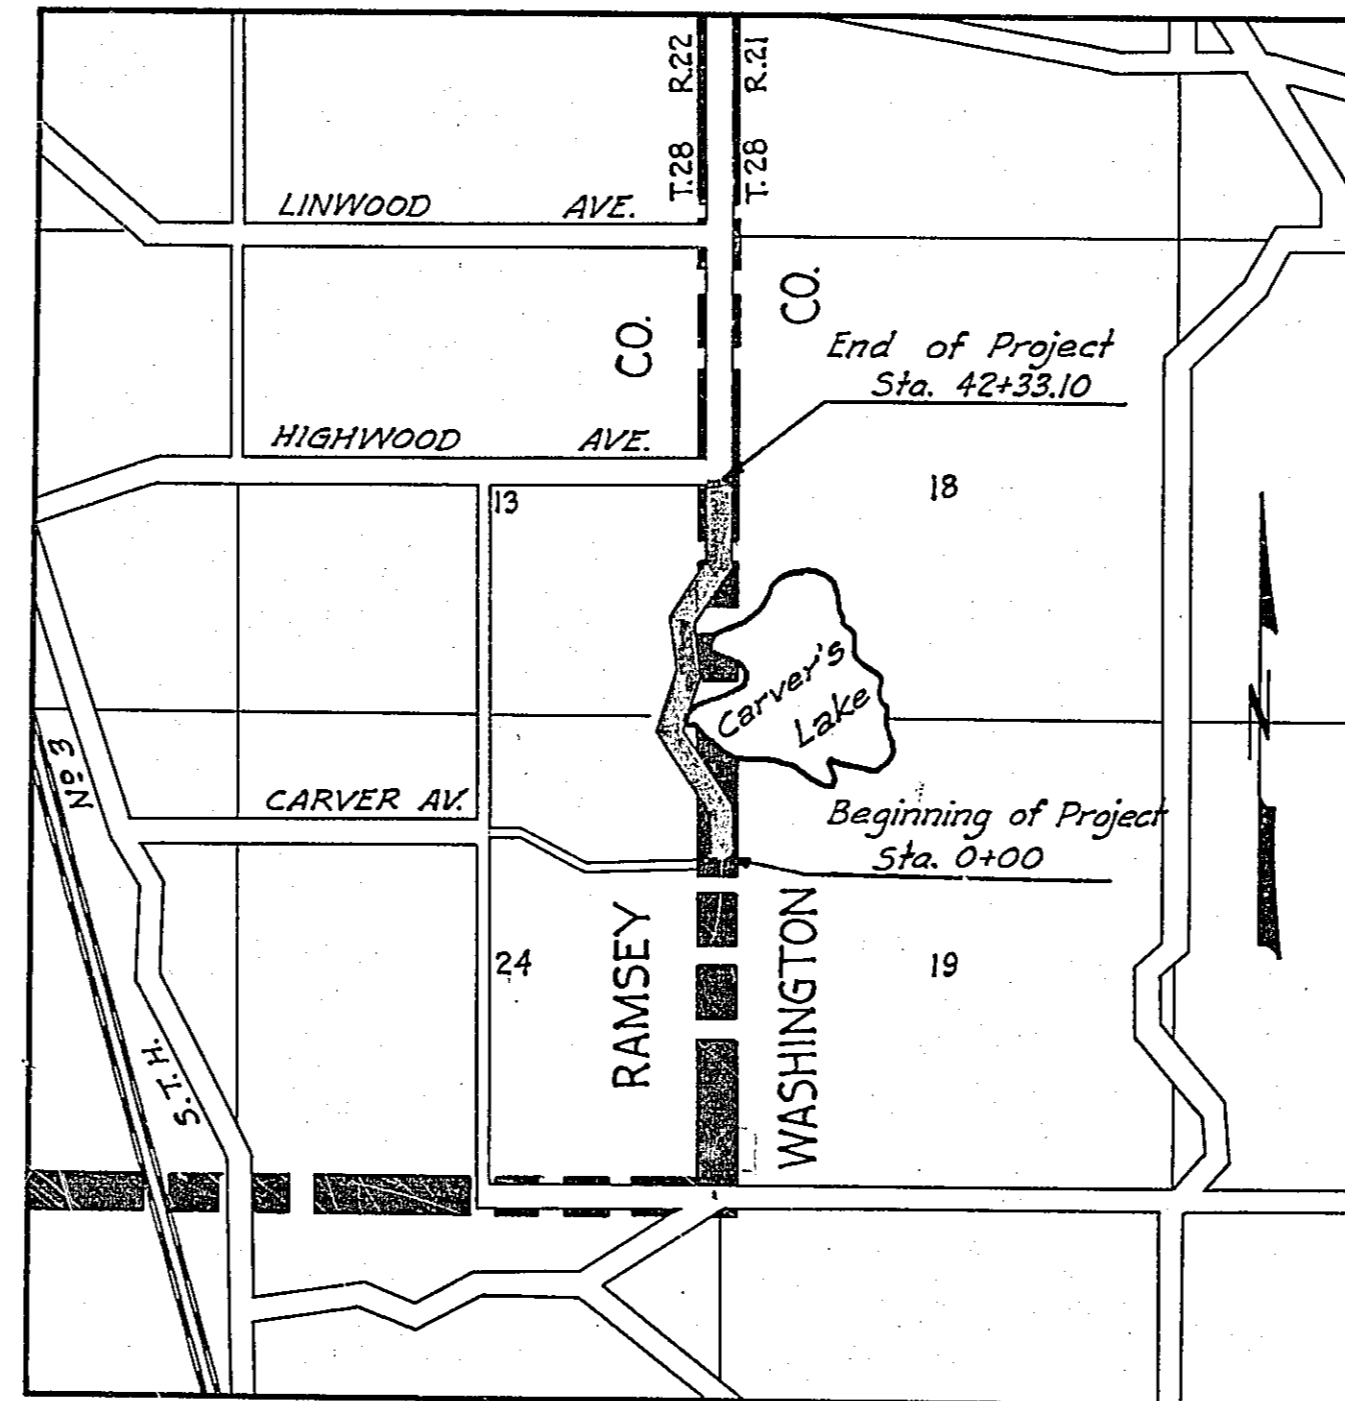 T.28 R.22
T.28 R.21
LINWOOD AVE.
CO.
CO.
End of Project
Sta. 42+33.10
HIGHWOOD AVE.
13
18
Carver's
Lake
N
Nº 3
CARVER AV.
Beginning of Project
Sta. 0+00
RAMSEY
WASHINGTON
24
19
S.T.H.